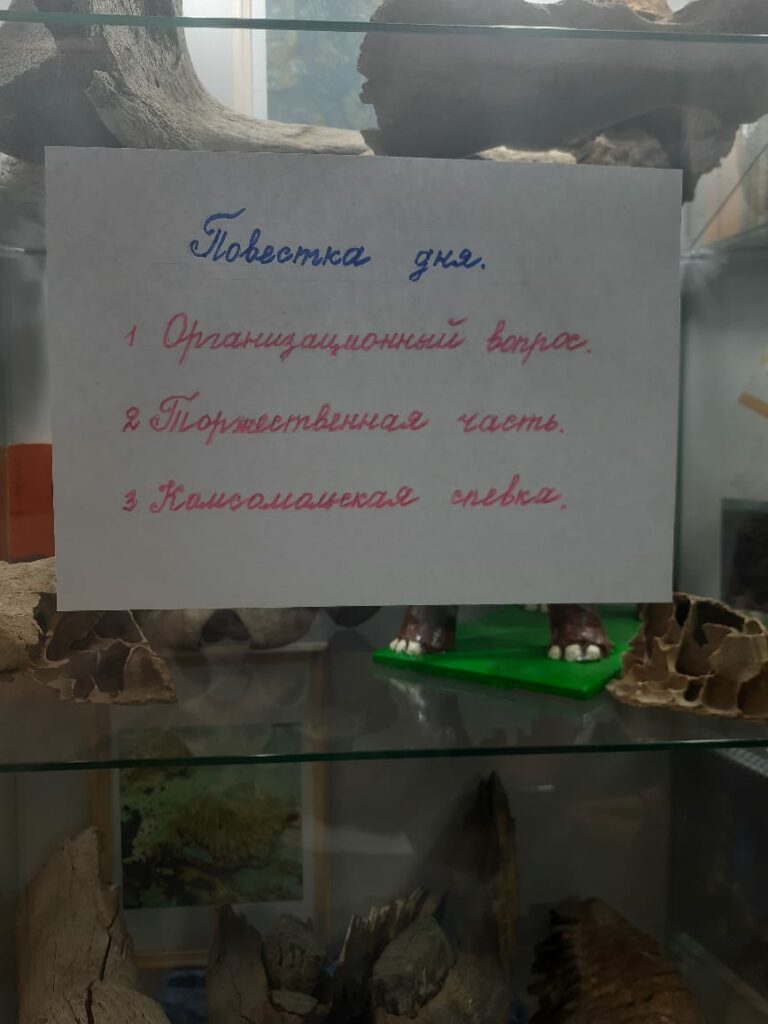 Повестка дня.
1 Организационный вопрос.
2 Торжественная часть.
3 Комсомольская спевка.